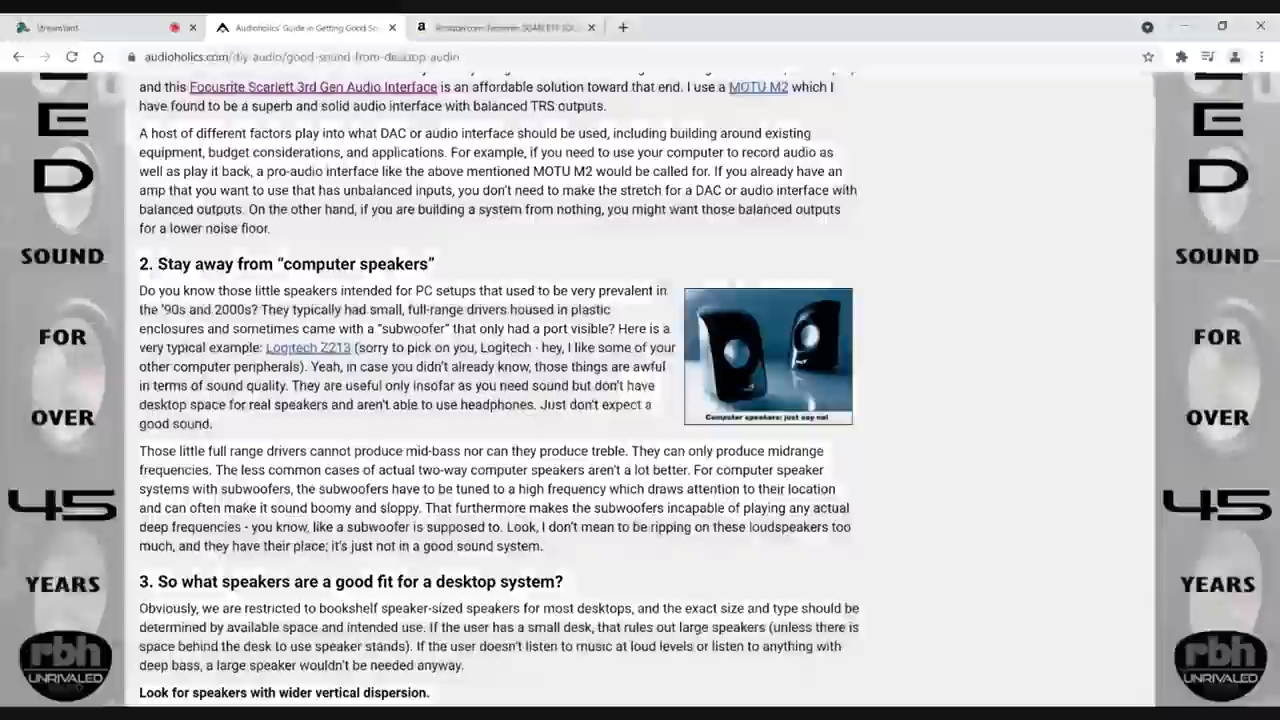 StreamYard
Audioholics' Guide in Getting Good So
Amazon.com:
audioholics.com/diy-audio/good-sound-from-desktop-audio
and this Focusrite Scarlett 3rd Gen Audio Interface is an affordable solution toward that end. I use a MOTU M2 which I
have found to be a superb and solid audio interface with balanced TRS outputs.
A host of different factors play into what DAC or audio interface should be used, including building around existing
equipment, budget considerations, and applications. For example, if you need to use your computer to record audio as
well as play it back, a pro-audio interface like the above mentioned MOTU M2 would be called for. If you already have an
amp that you want to use that has unbalanced inputs, you don't need to make the stretch for a DAC or audio interface with
balanced outputs. On the other hand, if you are building a system from nothing, you might want those balanced outputs
for a lower noise floor.
2. Stay away from “computer speakers”
Do you know those little speakers intended for PC setups that used to be very prevalent in
the '90s and 2000s? They typically had small, full-range drivers housed in plastic
enclosures and sometimes came with a "subwoofer" that only had a port visible? Here is a
very typical example: Logitech Z213 (sorry to pick on you, Logitech - hey, I like some of your
other computer peripherals). Yeah, in case you didn't already know, those things are awful
in terms of sound quality. They are useful only insofar as you need sound but don't have
desktop space for real speakers and aren't able to use headphones. Just don't expect a
good sound.
Computer speakers: just say no!
Those little full range drivers cannot produce mid-bass nor can they produce treble. They can only produce midrange
frequencies. The less common cases of actual two-way computer speakers aren't a lot better. For computer speaker
systems with subwoofers, the subwoofers have to be tuned to a high frequency which draws attention to their location
and can often make it sound boomy and sloppy. That furthermore makes the subwoofers incapable of playing any actual
deep frequencies - you know, like a subwoofer is supposed to. Look, I don't mean to be ripping on these loudspeakers too
much, and they have their place; it's just not in a good sound system.
3. So what speakers are a good fit for a desktop system?
Obviously, we are restricted to bookshelf speaker-sized speakers for most desktops, and the exact size and type should be
determined by available space and intended use. If the user has a small desk, that rules out large speakers (unless there is
space behind the desk to use speaker stands). If the user doesn't listen to music at loud levels or listen to anything with
deep bass, a large speaker wouldn't be needed anyway.
Look for speakers with wider vertical dispersion.
E
D
SOUND
FOR
OVER
45
YEARS
rbh
UNRIVALED
SOUND
E
D
SOUND
FOR
OVER
45
YEARS
rbh
UNRIVALED